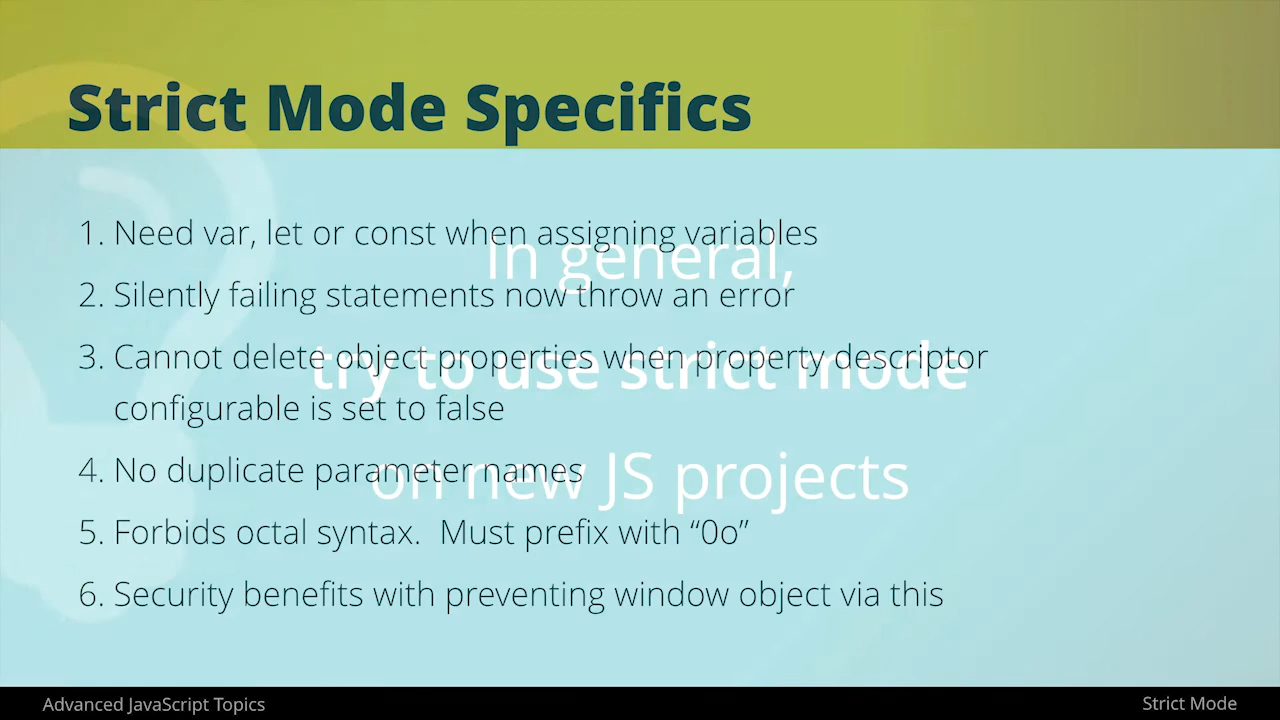 Strict Mode Specifics
1. Need var, let or const when assigning variables
2. Silently failing statements now throw an error
3. Cannot delete object properties when property descriptor
configurable is set to false
4. No duplicate parameter names
5. Forbids octal syntax.  Must prefix with “0o”
6. Security benefits with preventing window object via this
In general,
try to use strict mode
on new JS projects
Advanced JavaScript Topics
Strict Mode